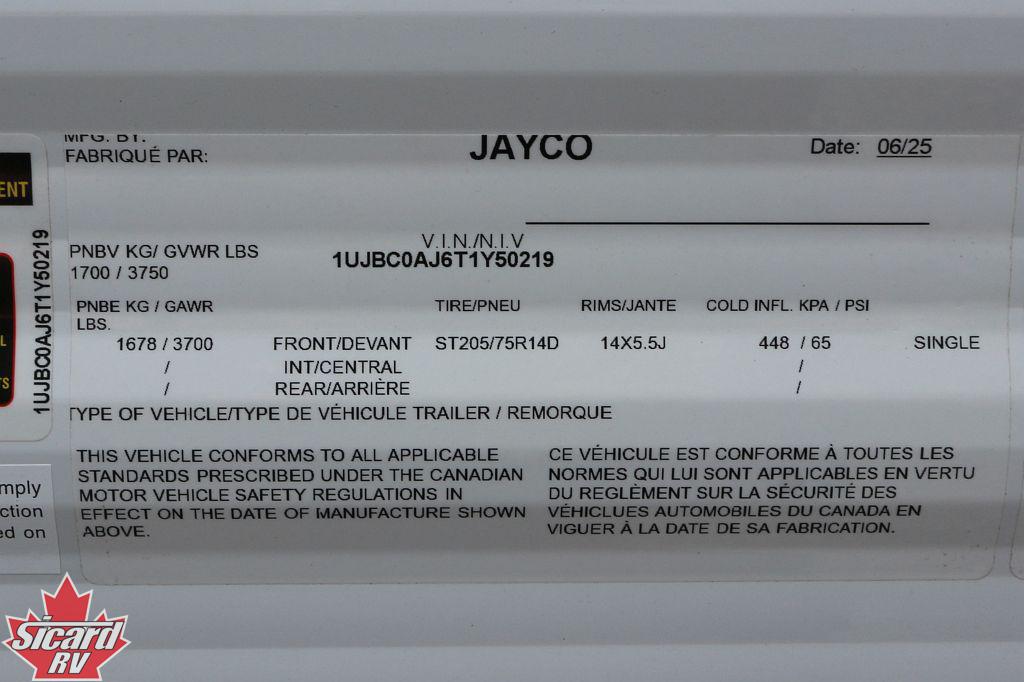 MFG. BY:
FABRIQUÉ PAR:
JAYCO
Date: 06/25
V.I.N./N.I.V
1UJBC0AJ6T1Y50219
PNBV KG/ GVWR LBS
1700 / 3750
PNBE KG / GAWR
LBS.
TIRE/PNEU
RIMS/JANTE
COLD INFL. KPA / PSI
1678 / 3700 FRONT/DEVANT ST205/75R14D 14X5.5J 448 / 65 SINGLE
/ INT/CENTRAL /
/ REAR/ARRIÈRE /
TYPE OF VEHICLE/TYPE DE VÉHICULE TRAILER / REMORQUE
THIS VEHICLE CONFORMS TO ALL APPLICABLE
STANDARDS PRESCRIBED UNDER THE CANADIAN
MOTOR VEHICLE SAFETY REGULATIONS IN
EFFECT ON THE DATE OF MANUFACTURE SHOWN
ABOVE.
CE VÉHICULE EST CONFORME À TOUTES LES
NORMES QUI LUI SONT APPLICABLES EN VERTU
DU REGLÈMENT SUR LA SÉCURITÉ DES
VÉHICLUES AUTOMOBILES DU CANADA EN
VIGUER À LA DATE DE SA FABRICATION.
1UJBC0AJ6T1Y50219
ENT
L
TS
mply
ction
ed on
Sicard
RV